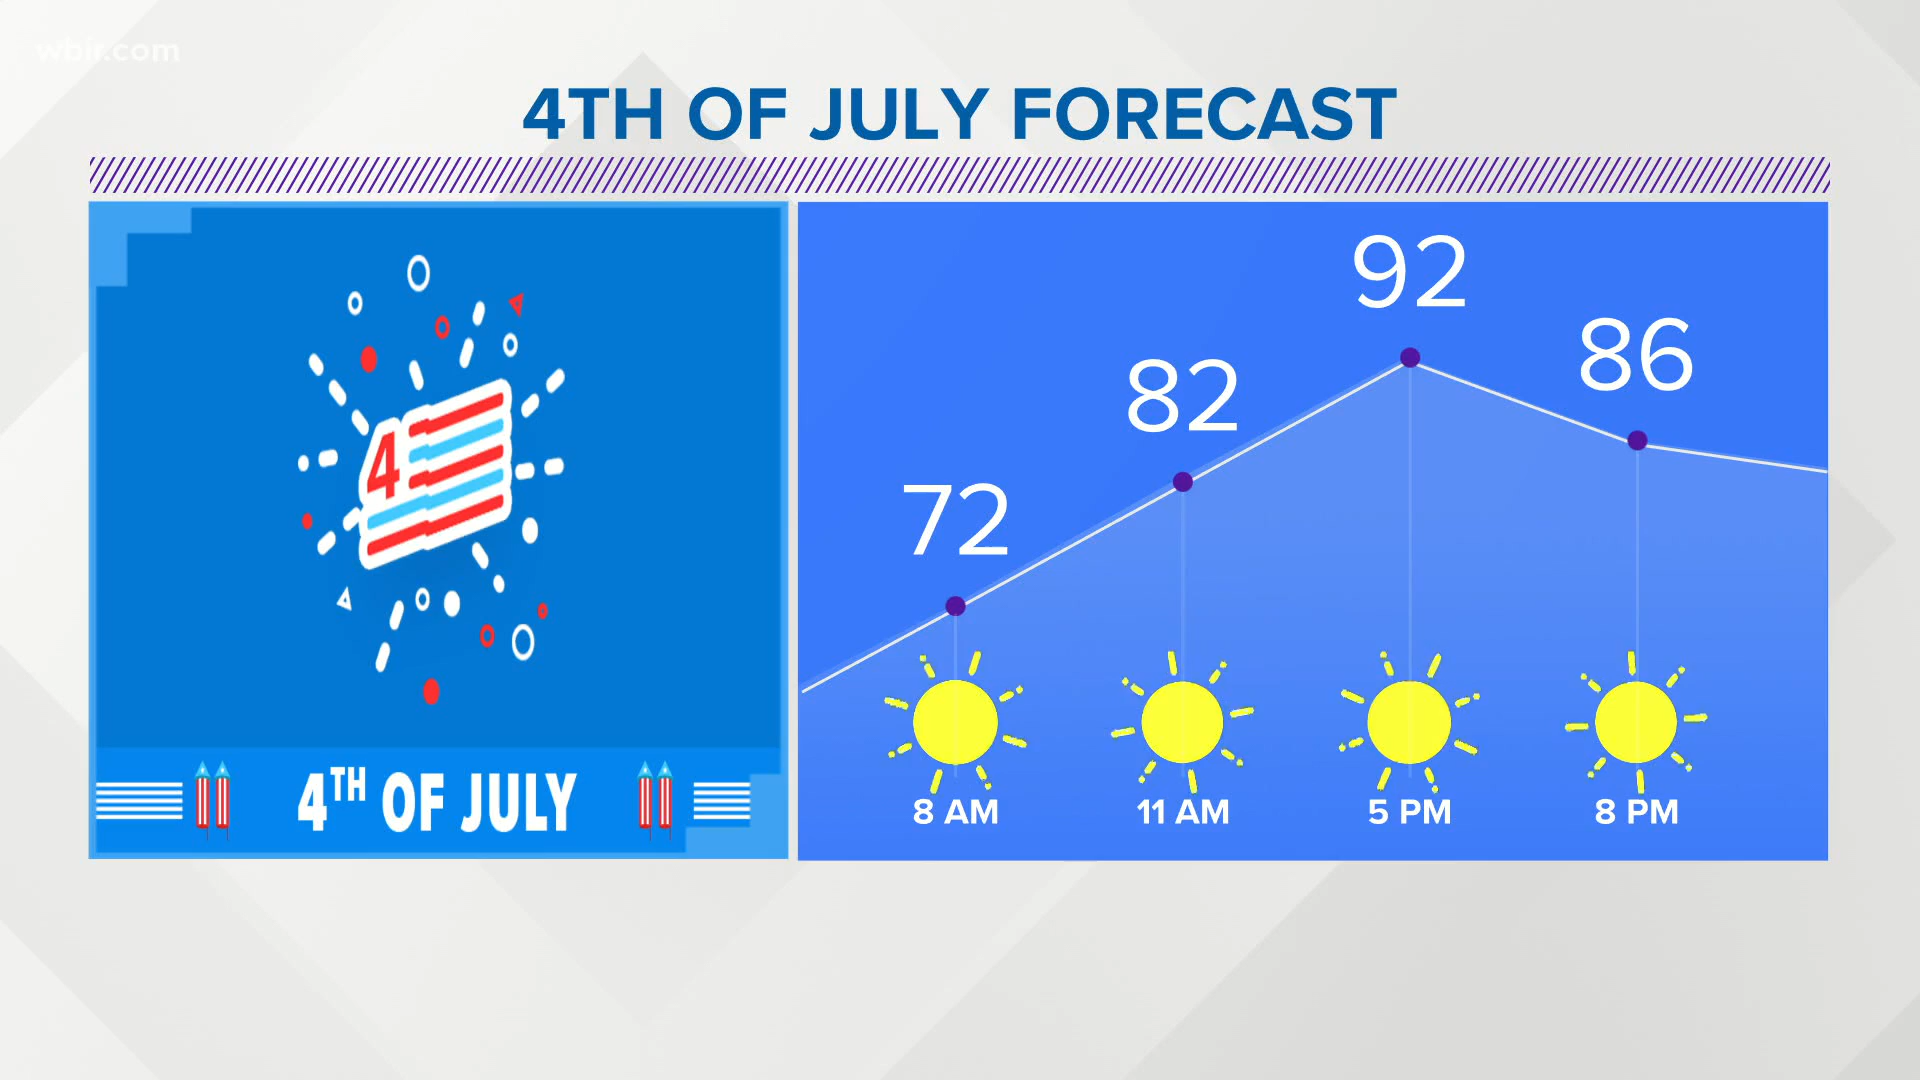 wbir.com
4TH OF JULY FORECAST
4
4TH OF JULY
72 82 92 86
8 AM 11 AM 5 PM 8 PM